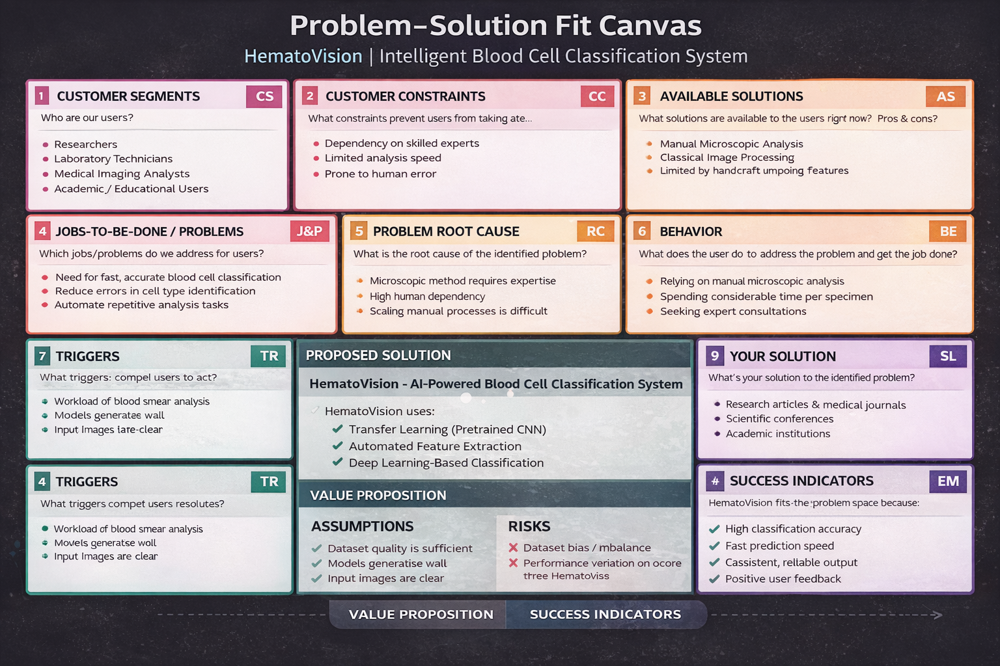 Problem–Solution Fit Canvas
HematoVision | Intelligent Blood Cell Classification System
1 CUSTOMER SEGMENTS CS
Who are our users?
• Researchers
• Laboratory Technicians
• Medical Imaging Analysts
• Academic / Educational Users
2 CUSTOMER CONSTRAINTS CC
What constraints prevent users from taking ate...
• Dependency on skilled experts
• Limited analysis speed
• Prone to human error
3 AVAILABLE SOLUTIONS AS
What solutions are available to the users right now? Pros & cons?
• Manual Microscopic Analysis
• Classical Image Processing
• Limited by handcraft umpoing features
4 JOBS-TO-BE-DONE / PROBLEMS J&P
Which jobs/problems do we address for users?
• Need for fast, accurate blood cell classification
• Reduce errors in cell type identification
• Automate repetitive analysis tasks
5 PROBLEM ROOT CAUSE RC
What is the root cause of the identified ploblem?
• Microscopic method requires expertise
• High human dependency
• Scaling manual processes is difficult
6 BEHAVIOR BE
What does the user do to address the problem and get the job done?
• Relying on manual microscopic analysis
• Spending considerable time per specimen
• Seeking expert consultations
7 TRIGGERS TR
What triggers: compel users to act?
• Workload of blood smear analysis
• Models generates wall
• Input Images iare-clear
4 TRIGGERS TR
What triggers compet users resolutes?
• Workload of blood smear analysis
• Movels generatse woll
• Input Images are clear
PROPOSED SOLUTION
HematoVision - AI-Powered Blood Cell Classification System
HematoVision uses:
✔ Transfer Learning (Pretrained CNN)
✔ Automated Feature Extraction
✔ Deep Learning-Based Classification
VALUE PROPOSITION
ASSUMPTIONS
✔ Dataset quality is sufficient
✔ Models generatise wall
✔ Input images are clear
RISKS
✘ Dataset bias / mbalance
✘ Performance veriation on ocore
three HematoViss
9 YOUR SOLUTION SL
What's your solution to the identified problem?
• Research articles & medical journals
• Scientific conferences
• Academic institutions
# SUCCESS INDICATORS EM
HematoVision fits-the :problem space because:
✔ High classification accuracy
✔ Fast prediction speed
✔ Cassistent, reliable output
✔ Positive user feedback
VALUE PROPOSITION
SUCCESS INDICATORS